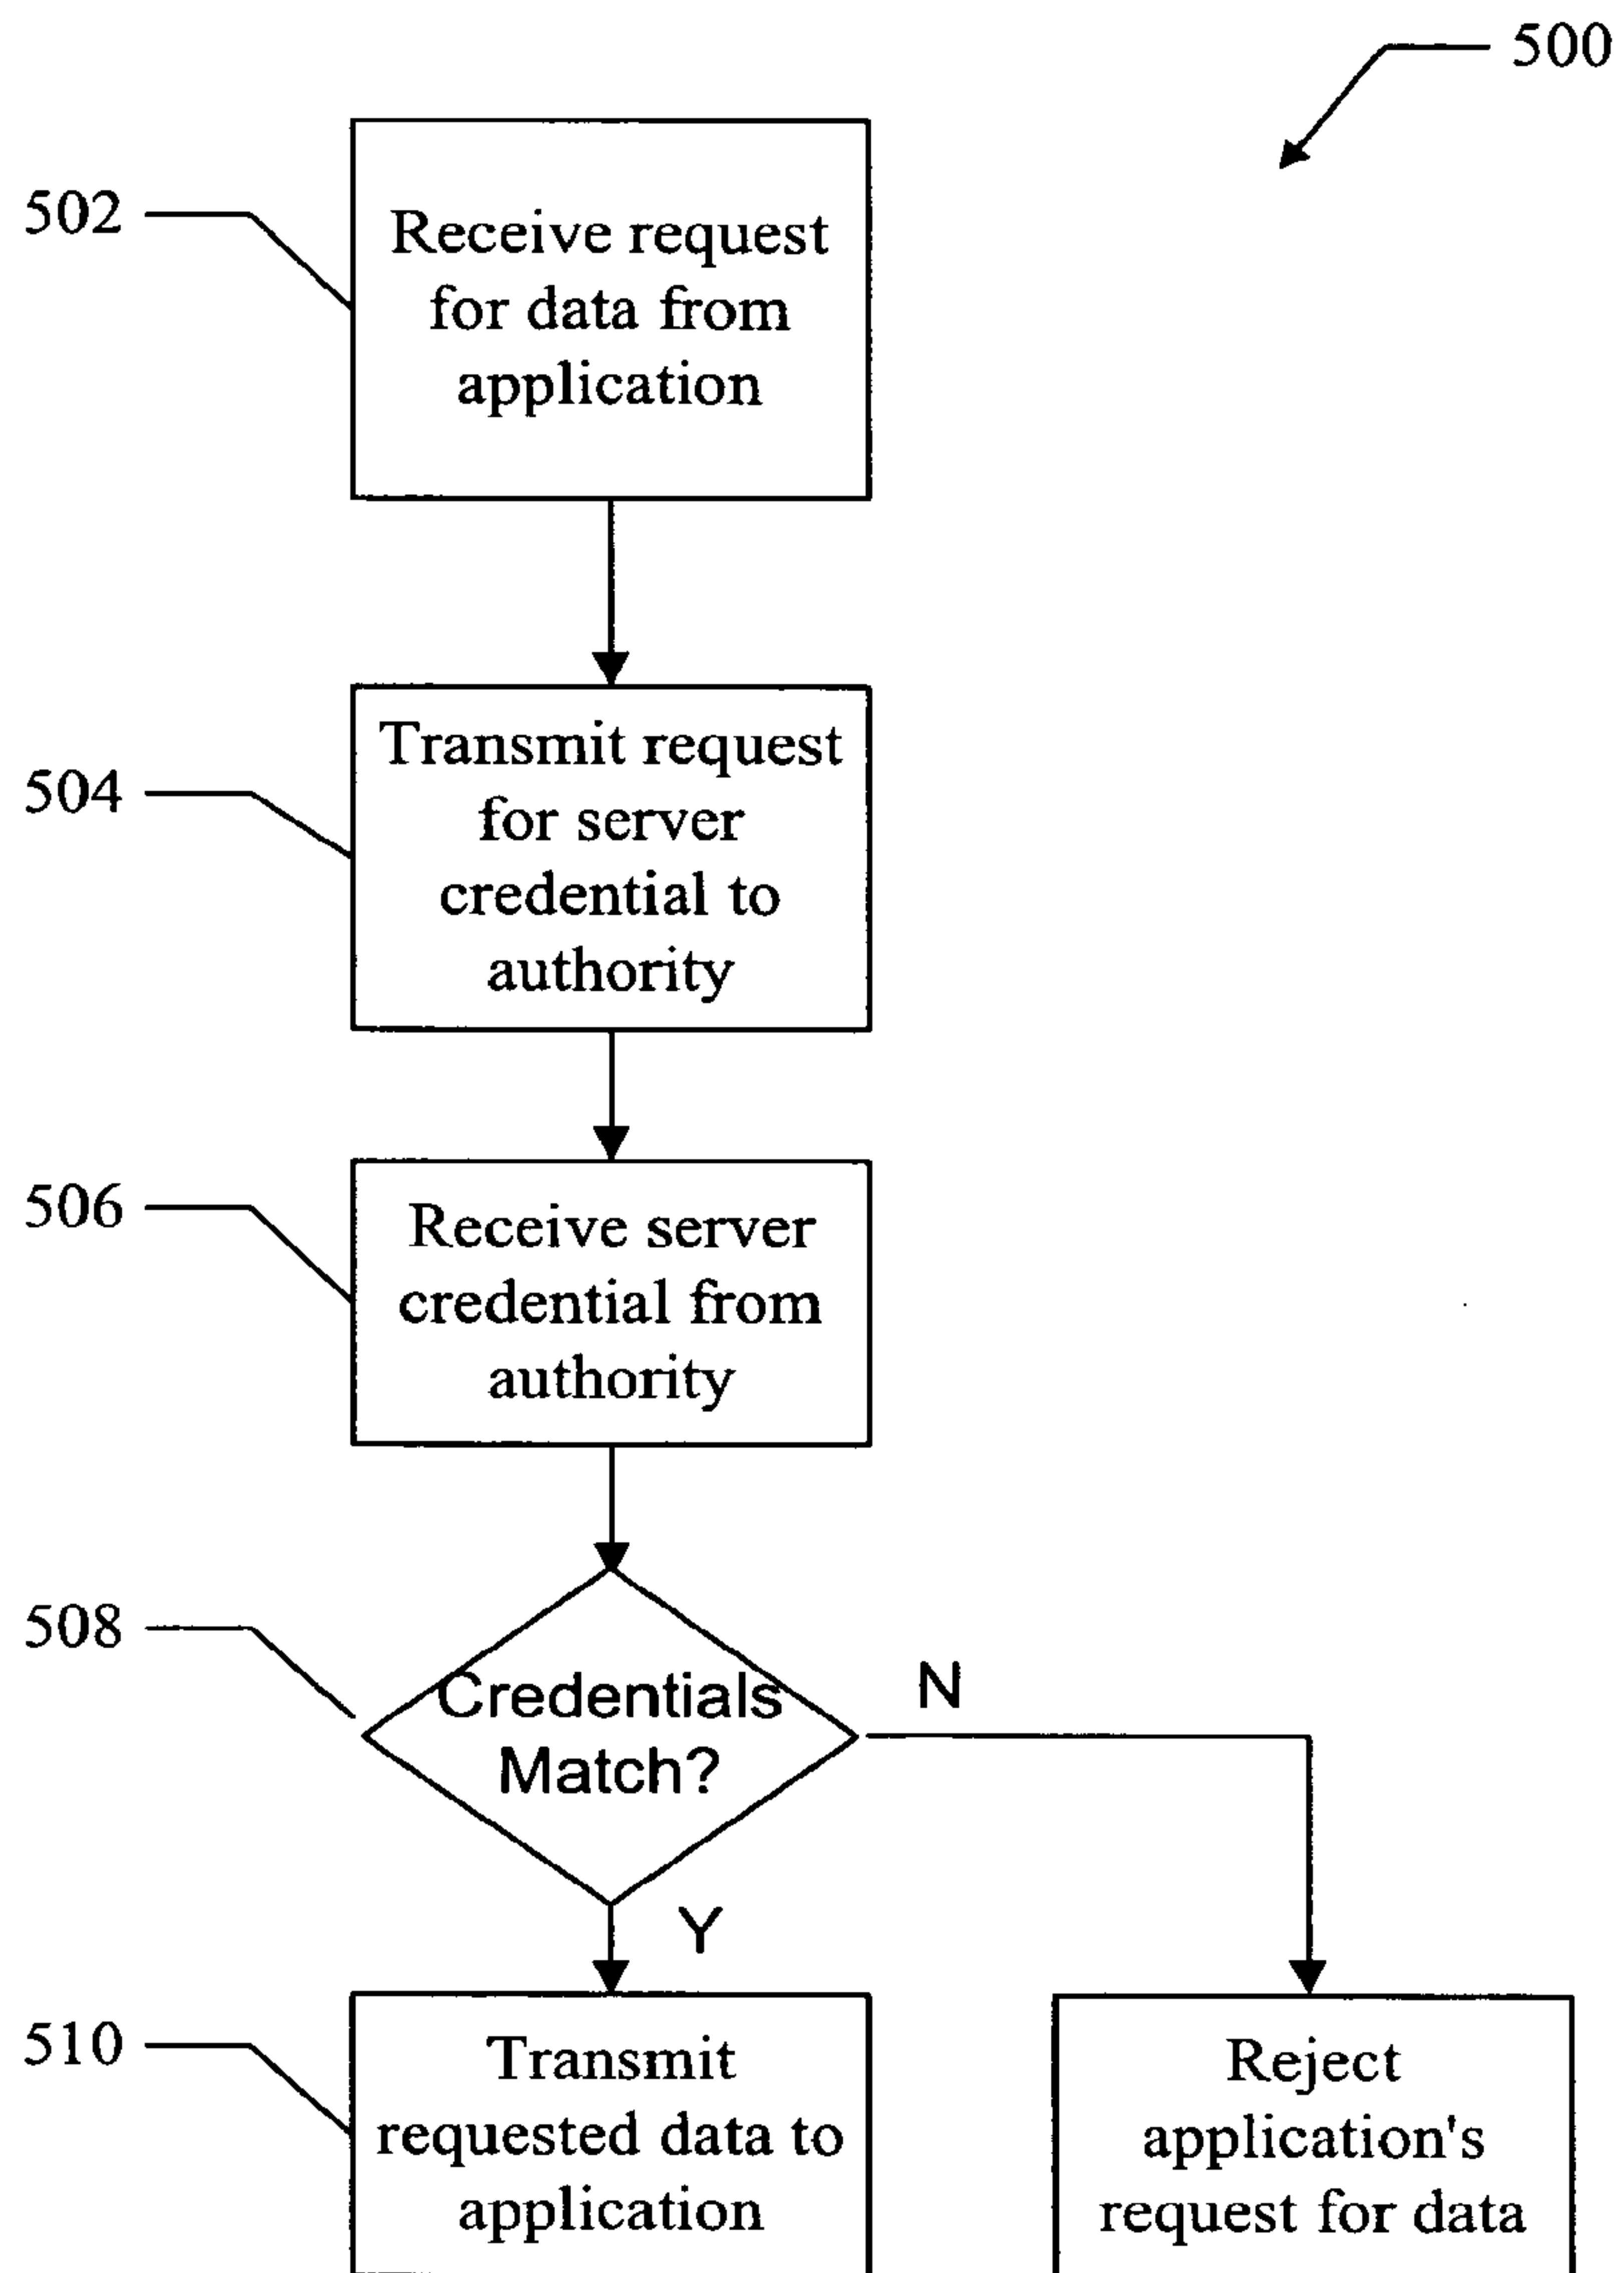 500
502
Receive request
for data from
application
504
Transmit request
for server
credential to
authority
506
Receive server
credential from
authority
508
Credentials
Match?
N
Y
510
Transmit
requested data to
application
Reject
application's
request for data